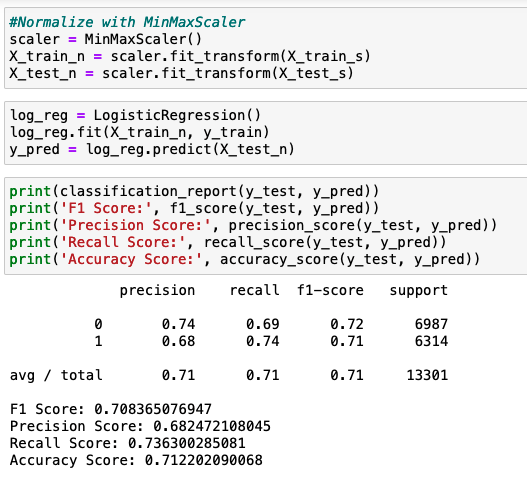 #Normalize with MinMaxScaler
scaler = MinMaxScaler()
X_train_n = scaler.fit_transform(X_train_s)
X_test_n = scaler.fit_transform(X_test_s)
log_reg = LogisticRegression()
log_reg.fit(X_train_n, y_train)
y_pred = log_reg.predict(X_test_n)
print(classification_report(y_test, y_pred))
print('F1 Score:', f1_score(y_test, y_pred))
print('Precision Score:', precision_score(y_test, y_pred))
print('Recall Score:', recall_score(y_test, y_pred))
print('Accuracy Score:', accuracy_score(y_test, y_pred))
precision recall f1-score support
0 0.74 0.69 0.72 6987
1 0.68 0.74 0.71 6314
avg / total 0.71 0.71 0.71 13301
F1 Score: 0.708365076947
Precision Score: 0.682472108045
Recall Score: 0.736300285081
Accuracy Score: 0.712202090068